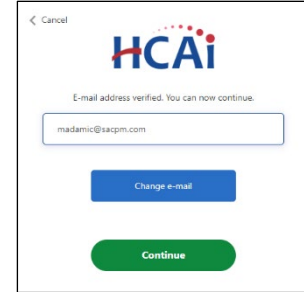 Cancel
HCAi
E-mail address verified. You can now continue.
madamic@sacpm.com
Change e-mail
Continue